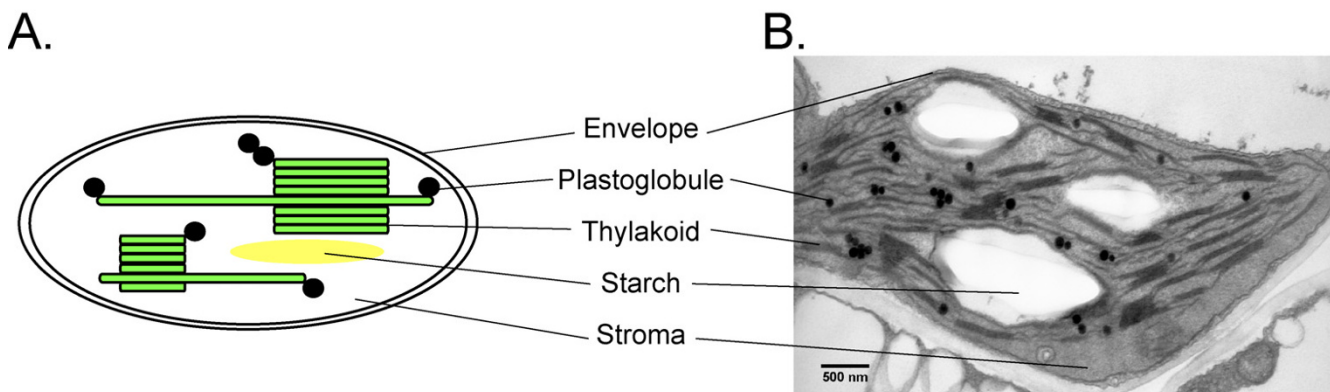 A.
B.
Envelope
Plastoglobule
Thylakoid
Starch
Stroma
500 nm